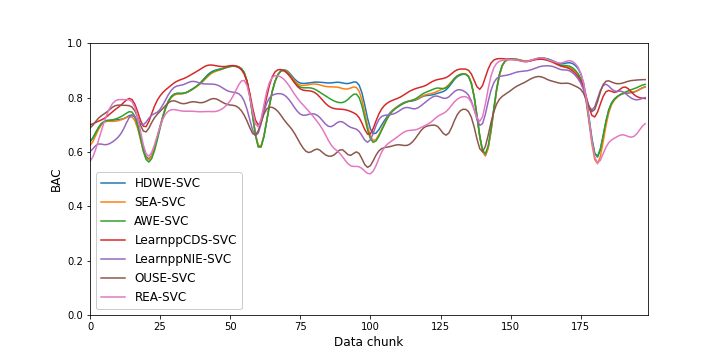 1.0
0.8
0.6
0.4
0.2
0.0
BAC
HDWE-SVC
SEA-SVC
AWE-SVC
LearnppCDS-SVC
LearnppNIE-SVC
OUSE-SVC
REA-SVC
0 25 50 75 100 125 150 175
Data chunk